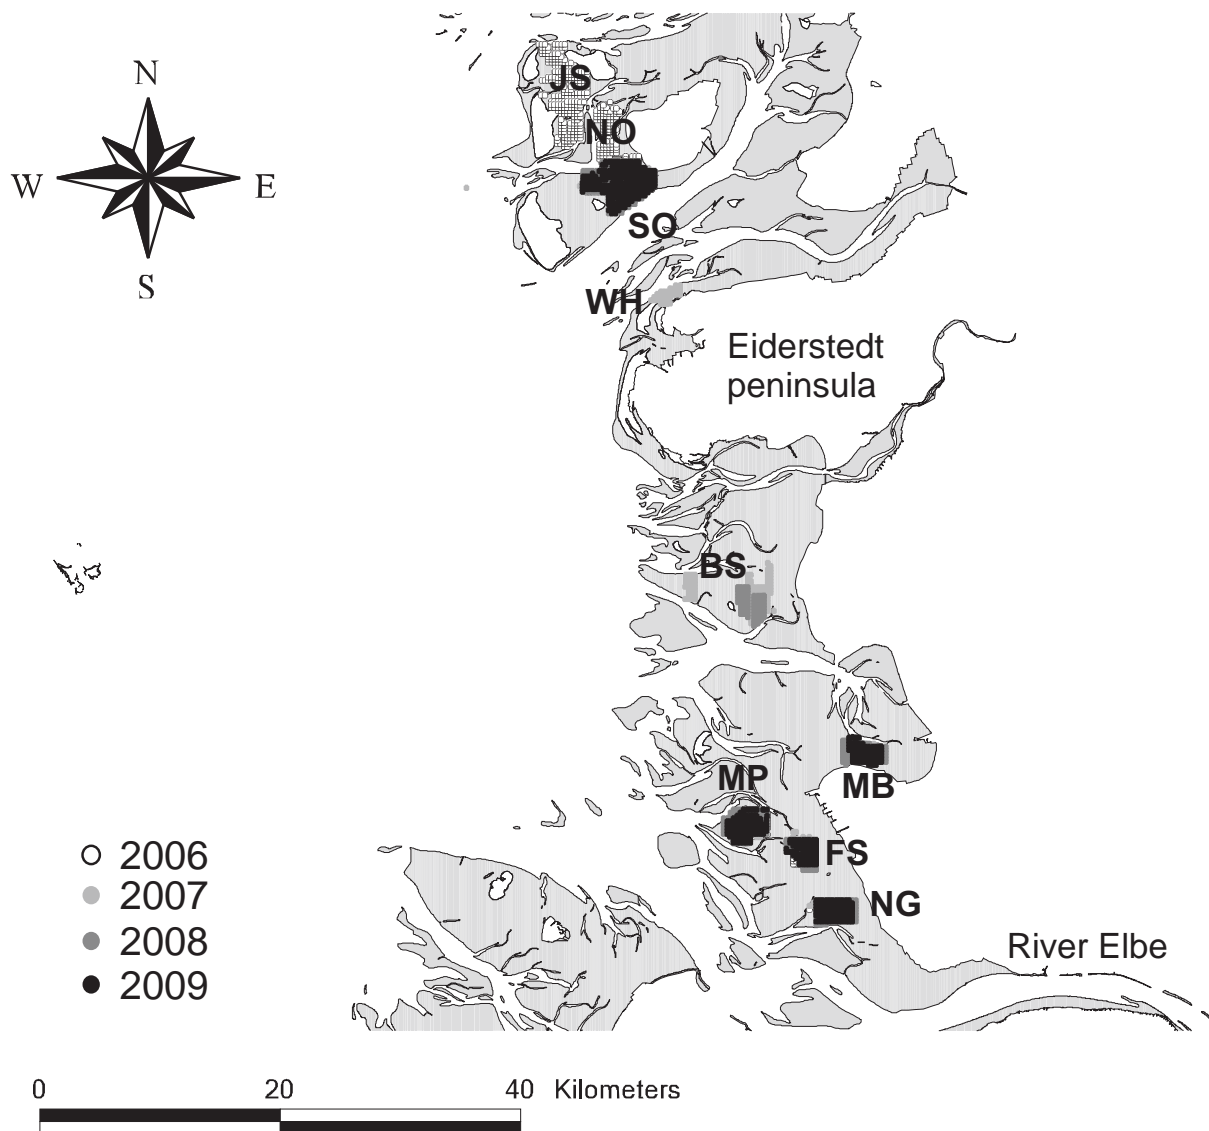 N
W
E
S
JS
NO
SO
WH
Eiderstedt
peninsula
BS
MP
MB
FS
NG
River Elbe
2006
2007
2008
2009
0 20 40 Kilometers